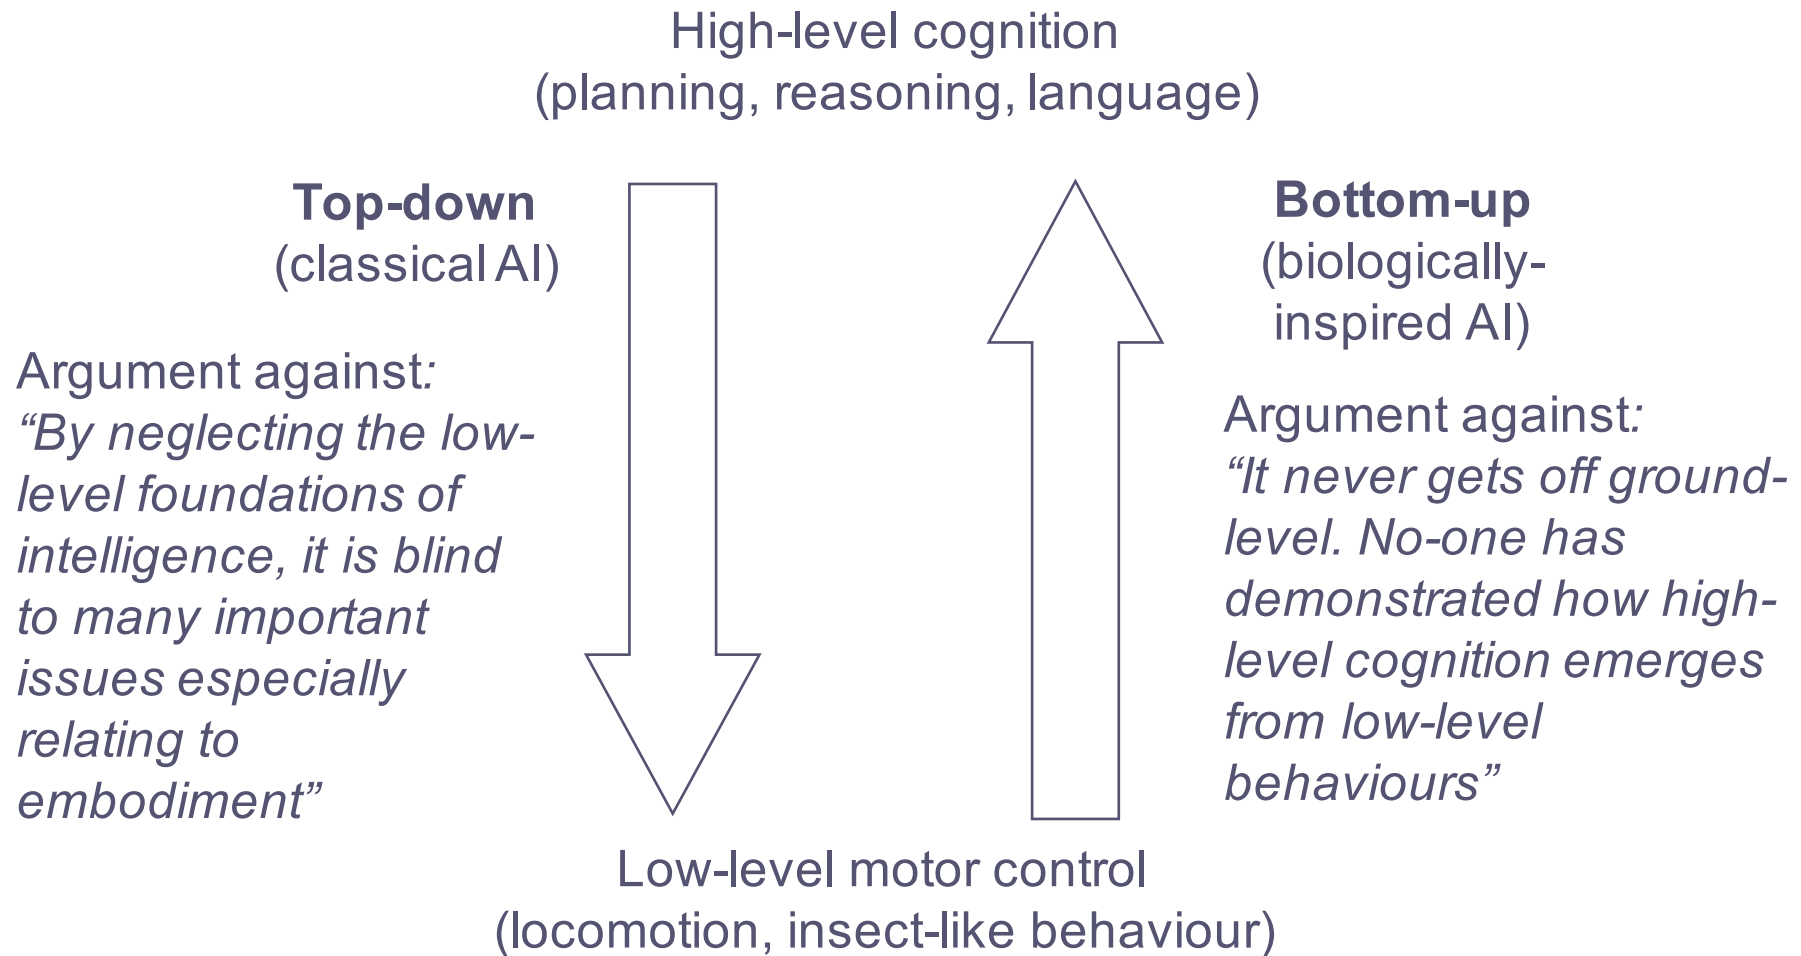 High-level cognition
(planning, reasoning, language)
Top-down
(classical AI)
Argument against:
“By neglecting the low-
level foundations of
intelligence, it is blind
to many important
issues especially
relating to
embodiment”
Bottom-up
(biologically-
inspired AI)
Argument against:
“It never gets off ground-
level. No-one has
demonstrated how high-
level cognition emerges
from low-level
behaviours”
Low-level motor control
(locomotion, insect-like behaviour)